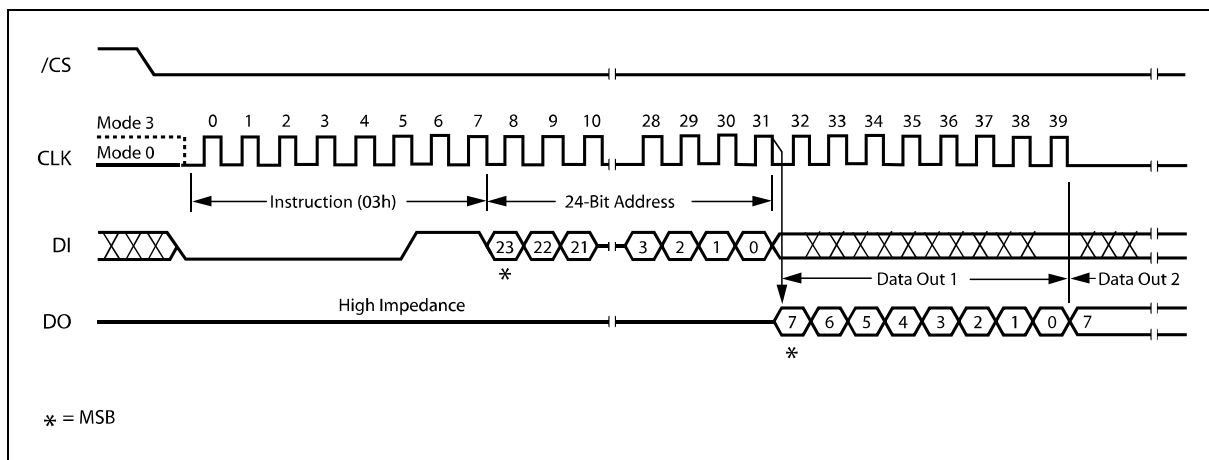 /CS
Mode 3
0 1 2 3 4 5 6 7 8 9 10 28 29 30 31 32 33 34 35 36 37 38 39
CLK
Mode 0
Instruction (03h)
24-Bit Address
DI
23 22 21 3 2 1 0
*
Data Out 1
Data Out 2
High Impedance
DO
7 6 5 4 3 2 1 0 7
*
* = MSB